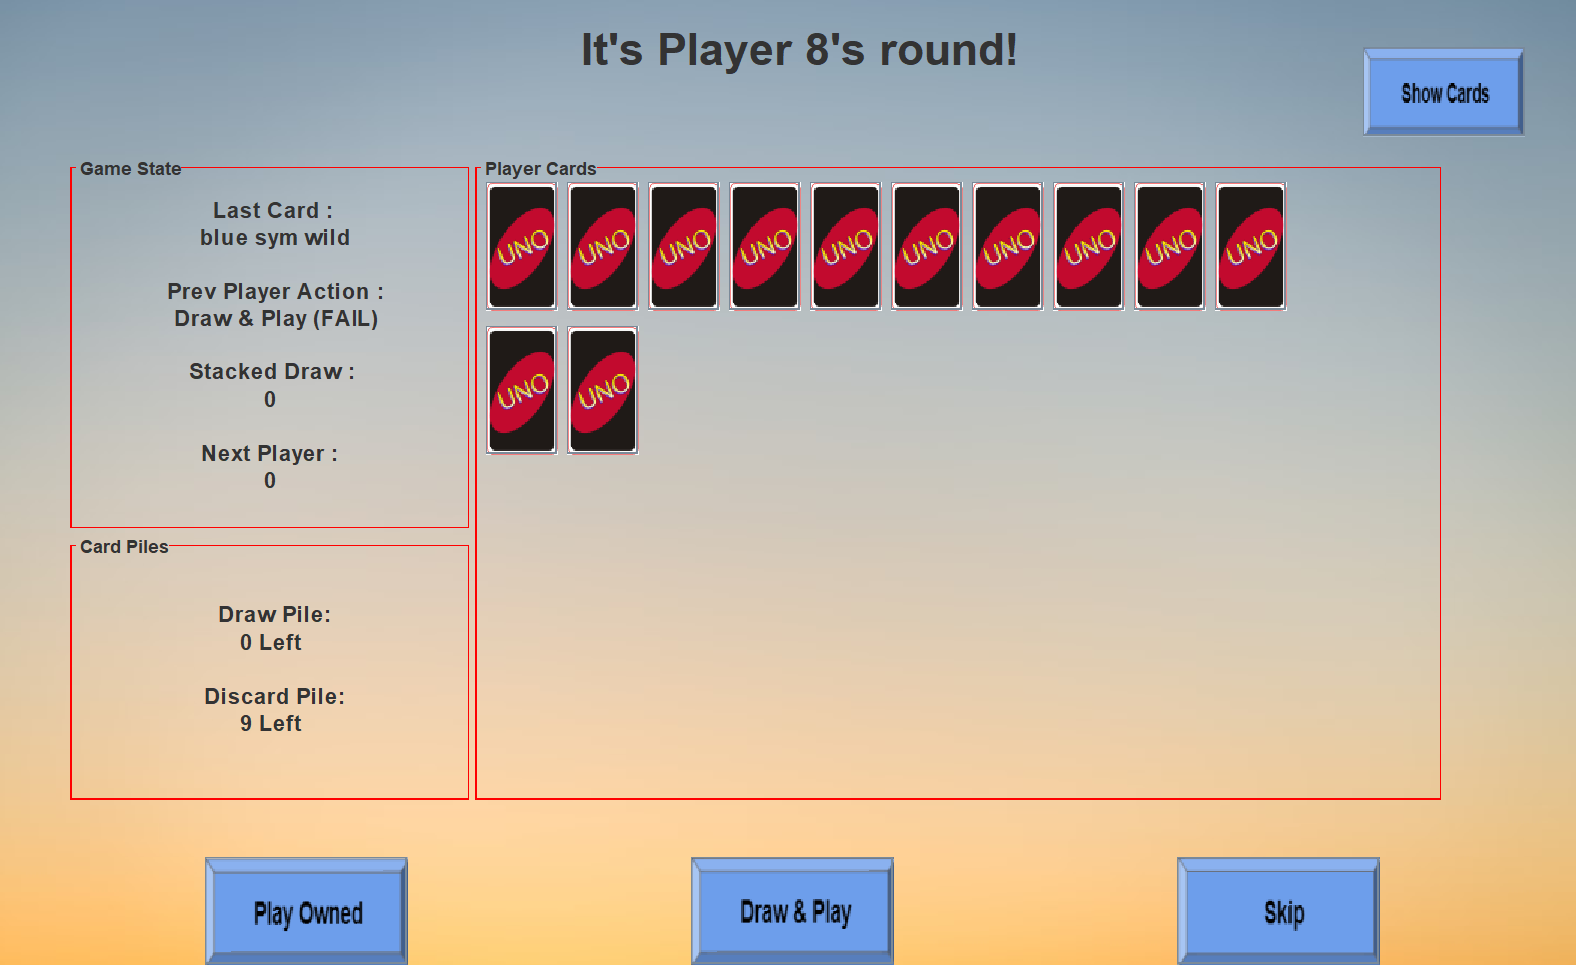 It's Player 8's round!
Show Cards
Game State
Last Card :
blue sym wild
Prev Player Action :
Draw & Play (FAIL)
Stacked Draw :
0
Next Player :
0
Player Cards
UNO UNO UNO UNO UNO UNO UNO UNO UNO UNO
UNO UNO
Card Piles
Draw Pile:
0 Left
Discard Pile:
9 Left
Play Owned
Draw & Play
Skip